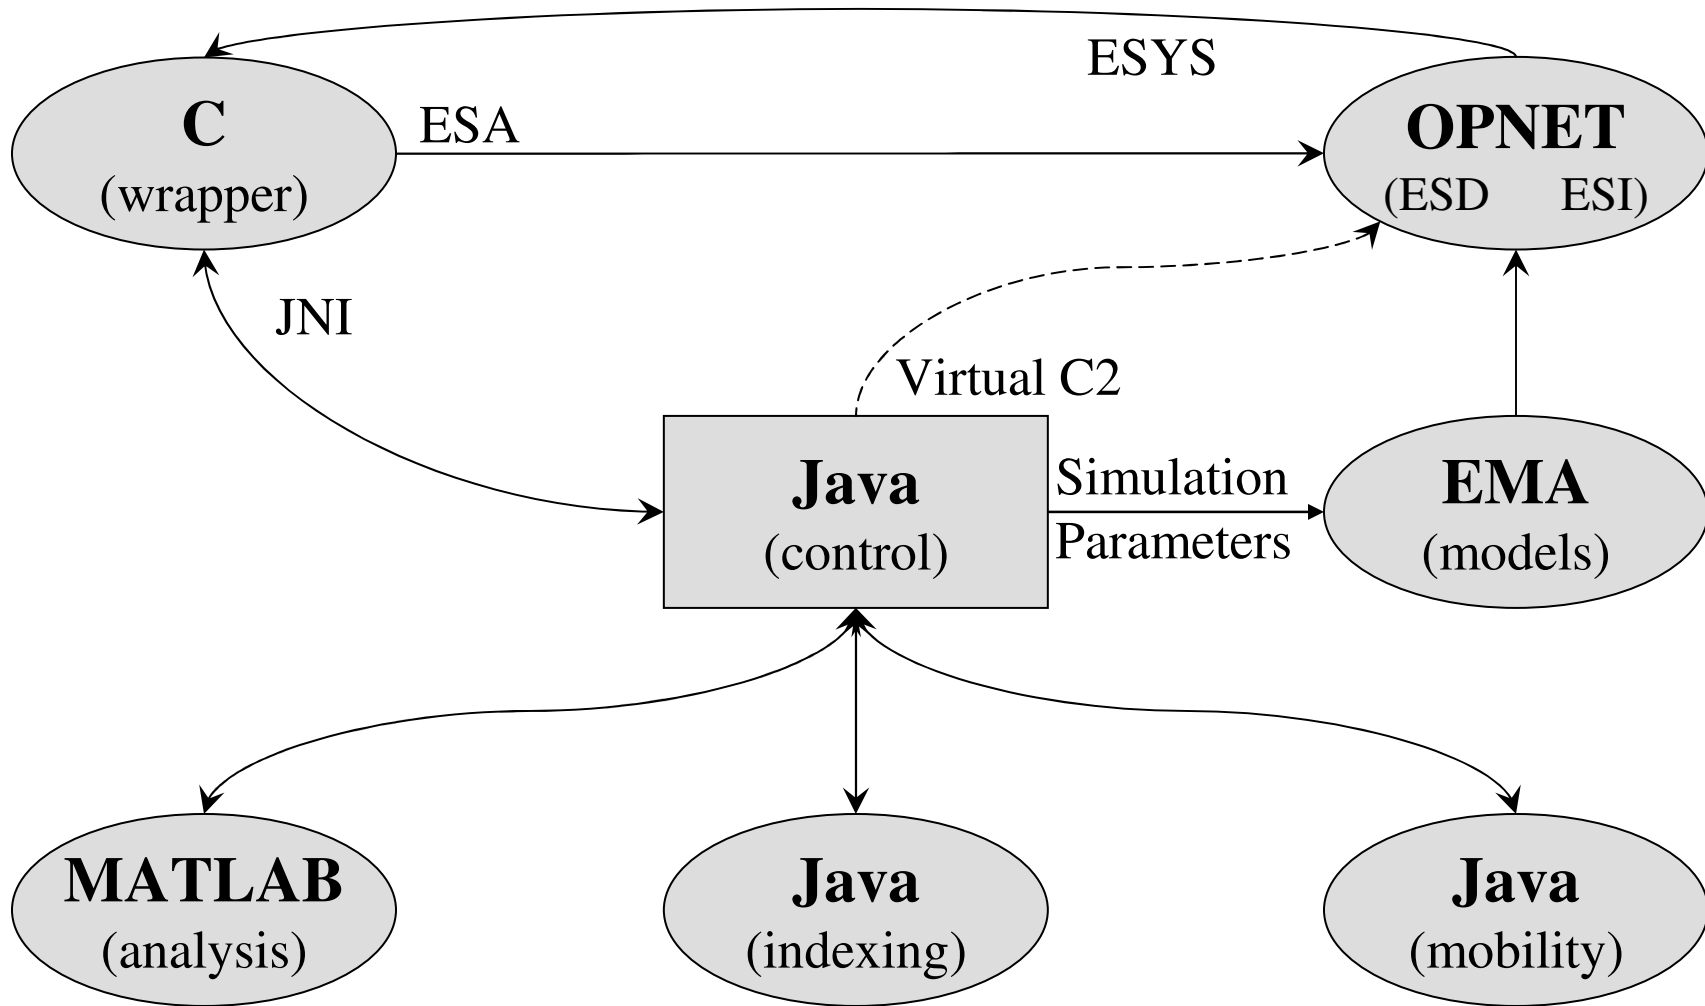 ESYS
C
(wrapper)
ESA
OPNET
(ESD ESI)
JNI
Virtual C2
Java
(control)
Simulation
Parameters
EMA
(models)
MATLAB
(analysis)
Java
(indexing)
Java
(mobility)